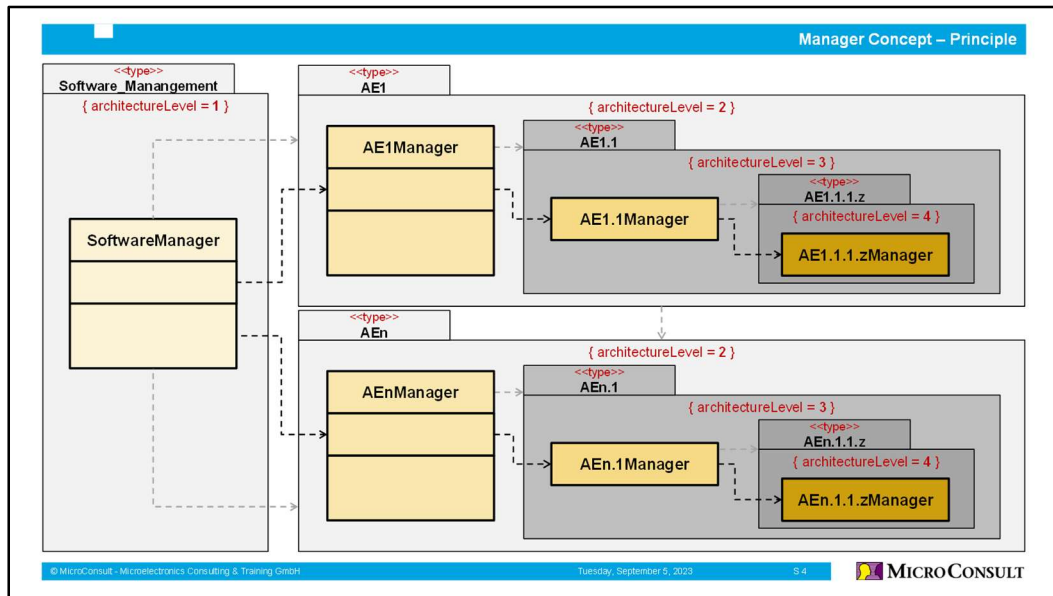 Manager Concept – Principle
<<type>>
Software_Manangement
{ architectureLevel = 1 }
SoftwareManager
<<type>>
AE1
{ architectureLevel = 2 }
AE1Manager
<<type>>
AE1.1
{ architectureLevel = 3 }
AE1.1Manager
<<type>>
AE1.1.1.z
{ architectureLevel = 4 }
AE1.1.1.zManager
<<type>>
AEn
{ architectureLevel = 2 }
AEnManager
<<type>>
AEn.1
{ architectureLevel = 3 }
AEn.1Manager
<<type>>
AEn.1.1.z
{ architectureLevel = 4 }
AEn.1.1.zManager
© MicroConsult - Microelectronics Consulting & Training GmbH
Tuesday, September 5, 2023
S 4
MICROCONSULT